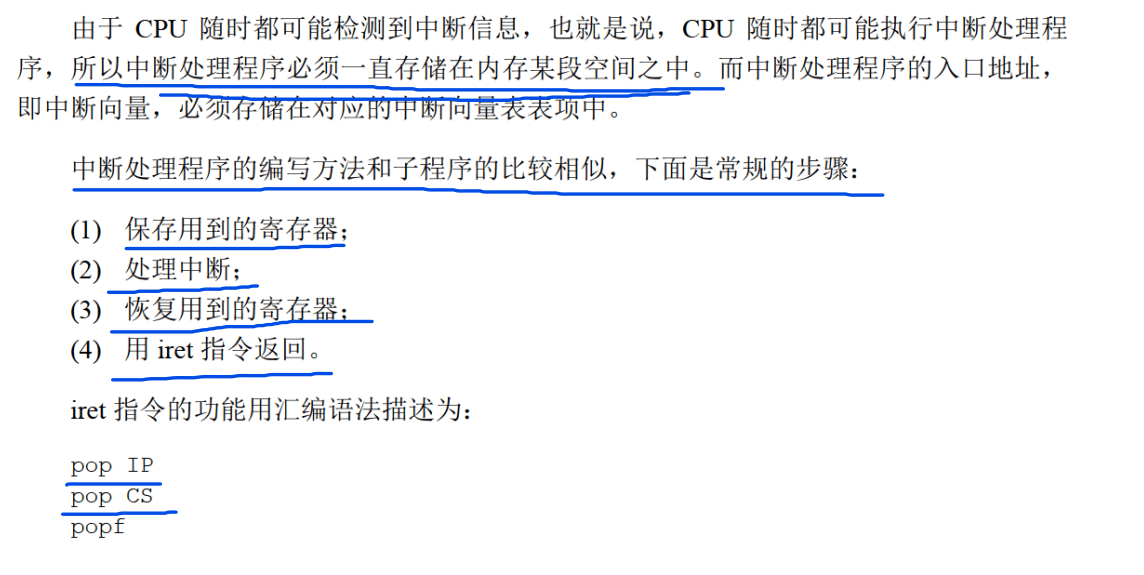 由于 CPU 随时都可能检测到中断信息，也就是说，CPU 随时都可能执行中断处理程
序，所以中断处理程序必须一直存储在内存某段空间之中。而中断处理程序的入口地址，
即中断向量，必须存储在对应的中断向量表表项中。
中断处理程序的编写方法和子程序的比较相似，下面是常规的步骤：
(1) 保存用到的寄存器；
(2) 处理中断；
(3) 恢复用到的寄存器；
(4) 用 iret 指令返回。
iret 指令的功能用汇编语法描述为：
pop IP
pop CS
popf